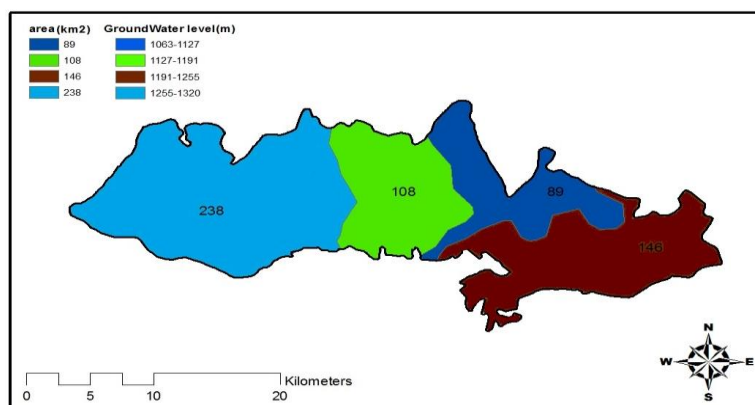 area(km2) GroundWater level(m)
89 1063-1127
108 1127-1191
146 1191-1255
238 1255-1320
238
108
89
146
N
W E
S
Kilometers
0 5 10 20